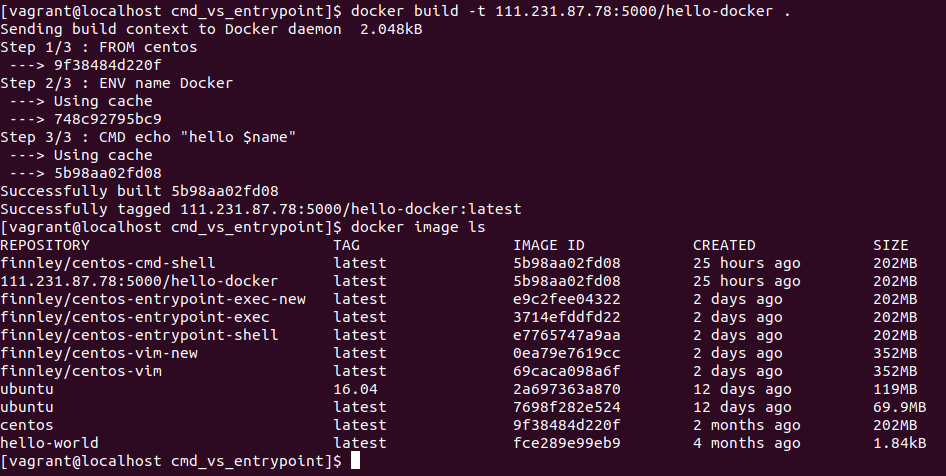 [vagrant@localhost cmd_vs_entrypoint]$ docker build -t 111.231.87.78:5000/hello-docker .
Sending build context to Docker daemon  2.048kB
Step 1/3 : FROM centos
 ---> 9f38484d220f
Step 2/3 : ENV name Docker
 ---> Using cache
 ---> 748c92795bc9
Step 3/3 : CMD echo "hello $name"
 ---> Using cache
 ---> 5b98aa02fd08
Successfully built 5b98aa02fd08
Successfully tagged 111.231.87.78:5000/hello-docker:latest
[vagrant@localhost cmd_vs_entrypoint]$ docker image ls
REPOSITORY                           TAG                 IMAGE ID            CREATED             SIZE
finnley/centos-cmd-shell             latest              5b98aa02fd08        25 hours ago        202MB
111.231.87.78:5000/hello-docker      latest              5b98aa02fd08        25 hours ago        202MB
finnley/centos-entrypoint-exec-new   latest              e9c2fee04322        2 days ago          202MB
finnley/centos-entrypoint-exec       latest              3714efddfd22        2 days ago          202MB
finnley/centos-entrypoint-shell      latest              e7765747a9aa        2 days ago          202MB
finnley/centos-vim-new               latest              0ea79e7619cc        2 days ago          352MB
finnley/centos-vim                   latest              69caca098a6f        2 days ago          352MB
ubuntu                               16.04               2a697363a870        12 days ago         119MB
ubuntu                               latest              7698f282e524        12 days ago         69.9MB
centos                               latest              9f38484d220f        2 months ago        202MB
hello-world                          latest              fce289e99eb9        4 months ago        1.84kB
[vagrant@localhost cmd_vs_entrypoint]$